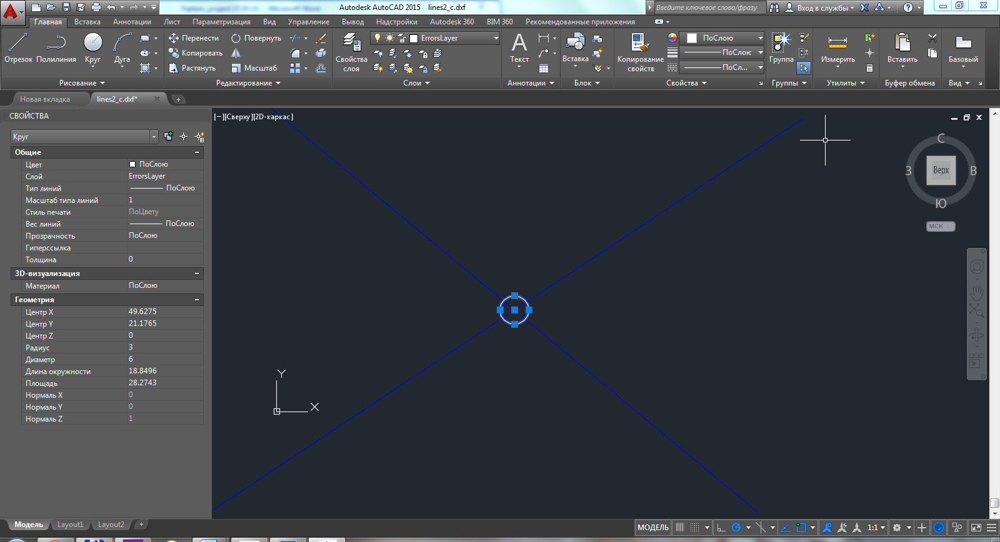 Autodesk AutoCAD 2015 lines2_c.dxf
Введите ключевое слово/фразу
Вход в службы
Главная Вставка Аннотации Лист Параметризация Вид Управление Вывод Надстройки Autodesk 360 BIM 360 Рекомендованные приложения
Отрезок Полилиния Круг Дуга
Рисование
Перенести Повернуть
Копировать
Растянуть Масштаб
Редактирование
Свойства слоя
ErrorsLayer
Слои
Текст
Аннотации
Вставка
Блок
Копирование свойств
ПоСлою
ПоСлою
ПоСл...
Свойства
Группа
Группы
Измерить
Утилиты
Вставить
Буфер обмена
Базовый
Вид
Новая вкладка lines2_c.dxf*
СВОЙСТВА
Круг
Общие
Цвет ПоСлою
Слой ErrorsLayer
Тип линий ПоСлою
Масштаб типа линий 1
Стиль печати ПоЦвету
Вес линий ПоСлою
Прозрачность ПоСлою
Гиперссылка
Толщина 0
3D-визуализация
Материал ПоСлою
Геометрия
Центр X 49.6275
Центр Y 21.1765
Центр Z 0
Радиус 3
Диаметр 6
Длина окружности 18.8496
Площадь 28.2743
Нормаль X 0
Нормаль Y 0
Нормаль Z 1
[−][Сверху][2D-каркас]
С
З Верх В
Ю
МСК
Y
X
Модель Layout1 Layout2
МОДЕЛЬ 1:1